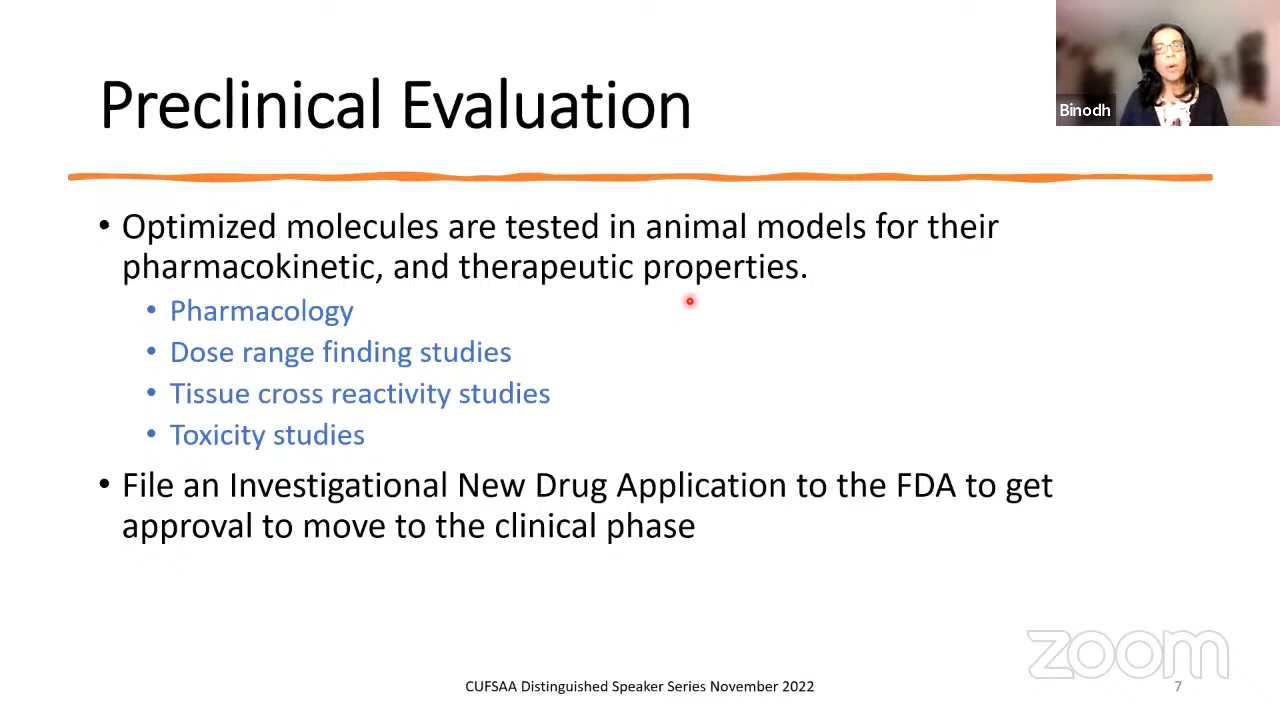 Preclinical Evaluation
Binodh
• Optimized molecules are tested in animal models for their
pharmacokinetic, and therapeutic properties.
• Pharmacology
• Dose range finding studies
• Tissue cross reactivity studies
• Toxicity studies
• File an Investigational New Drug Application to the FDA to get
approval to move to the clinical phase
zoom
CUFSAA Distinguished Speaker Series November 2022
7